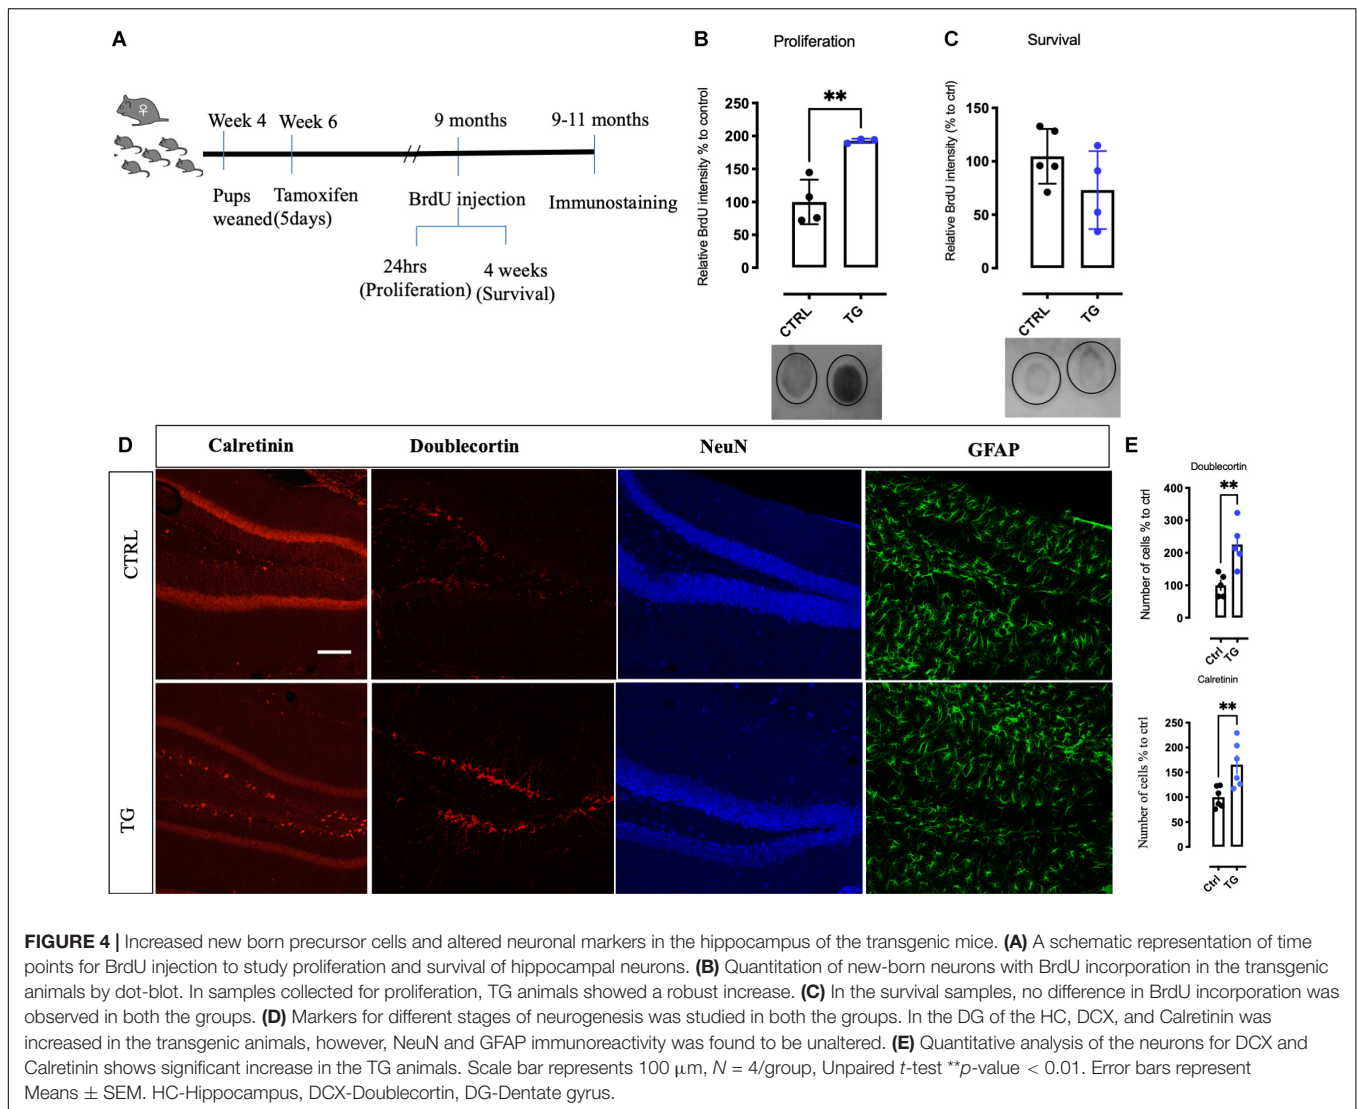 A
♀
Week 4
Week 6
9 months
9-11 months
Pups
weaned
Tamoxifen
(5days)
BrdU injection
Immunostaining
24hrs
(Proliferation)
4 weeks
(Survival)
B
Proliferation
Relative BrdU intensity % to control
250
200
150
100
50
0
**
CTRL
TG
C
Survival
Relative BrdU intensity (% to ctrl)
150
100
50
0
CTRL
TG
D
Calretinin
Doublecortin
NeuN
GFAP
CTRL
TG
E
Doublecortin
**
Number of cells % to ctrl
400
300
200
100
0
Ctrl
TG
Calretinin
**
Number of cells % to ctrl
250
200
150
100
50
0
Ctrl
TG
FIGURE 4 | Increased new born precursor cells and altered neuronal markers in the hippocampus of the transgenic mice. (A) A schematic representation of time
points for BrdU injection to study proliferation and survival of hippocampal neurons. (B) Quantitation of new-born neurons with BrdU incorporation in the transgenic
animals by dot-blot. In samples collected for proliferation, TG animals showed a robust increase. (C) In the survival samples, no difference in BrdU incorporation was
observed in both the groups. (D) Markers for different stages of neurogenesis was studied in both the groups. In the DG of the HC, DCX, and Calretinin was
increased in the transgenic animals, however, NeuN and GFAP immunoreactivity was found to be unaltered. (E) Quantitative analysis of the neurons for DCX and
Calretinin shows significant increase in the TG animals. Scale bar represents 100 μm, N = 4/group, Unpaired t-test **p-value < 0.01. Error bars represent
Means ± SEM. HC-Hippocampus, DCX-Doublecortin, DG-Dentate gyrus.